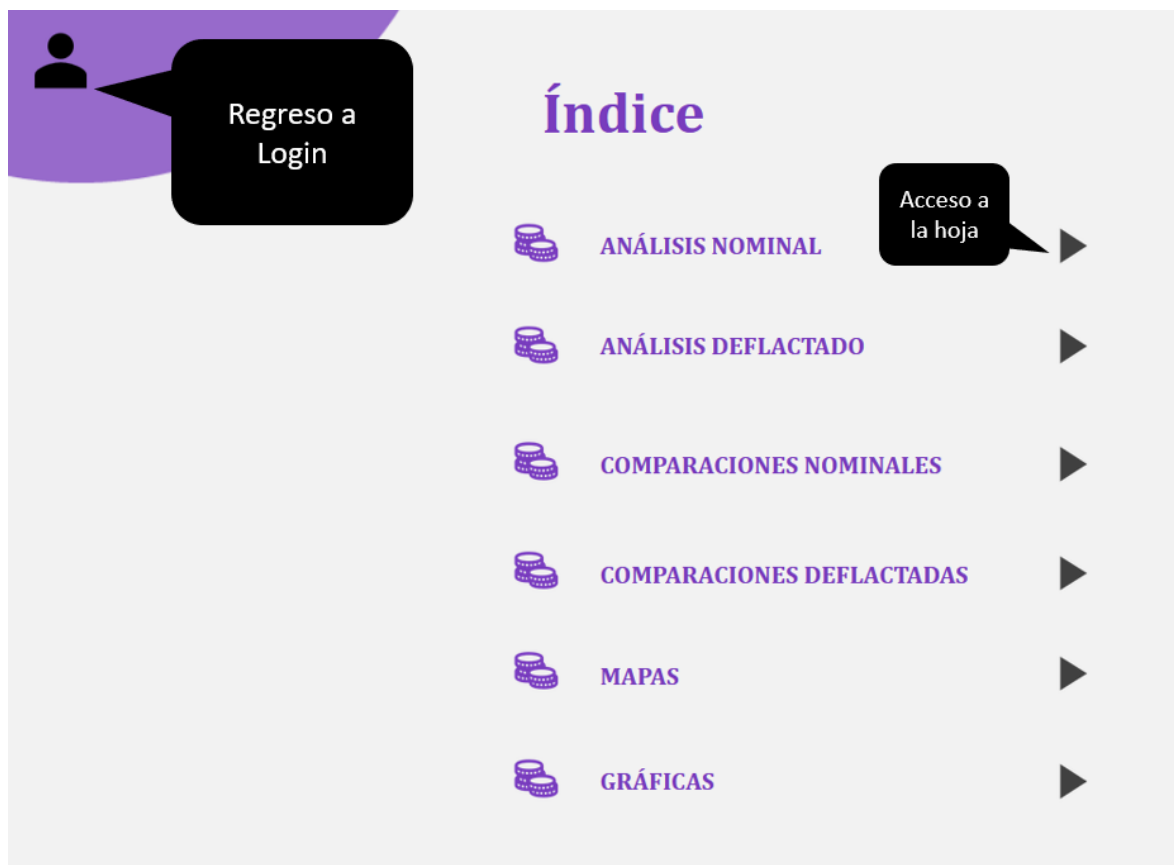 Regreso a
Login
Índice
Acceso a
la hoja
ANÁLISIS NOMINAL
ANÁLISIS DEFLACTADO
COMPARACIONES NOMINALES
COMPARACIONES DEFLACTADAS
MAPAS
GRÁFICAS